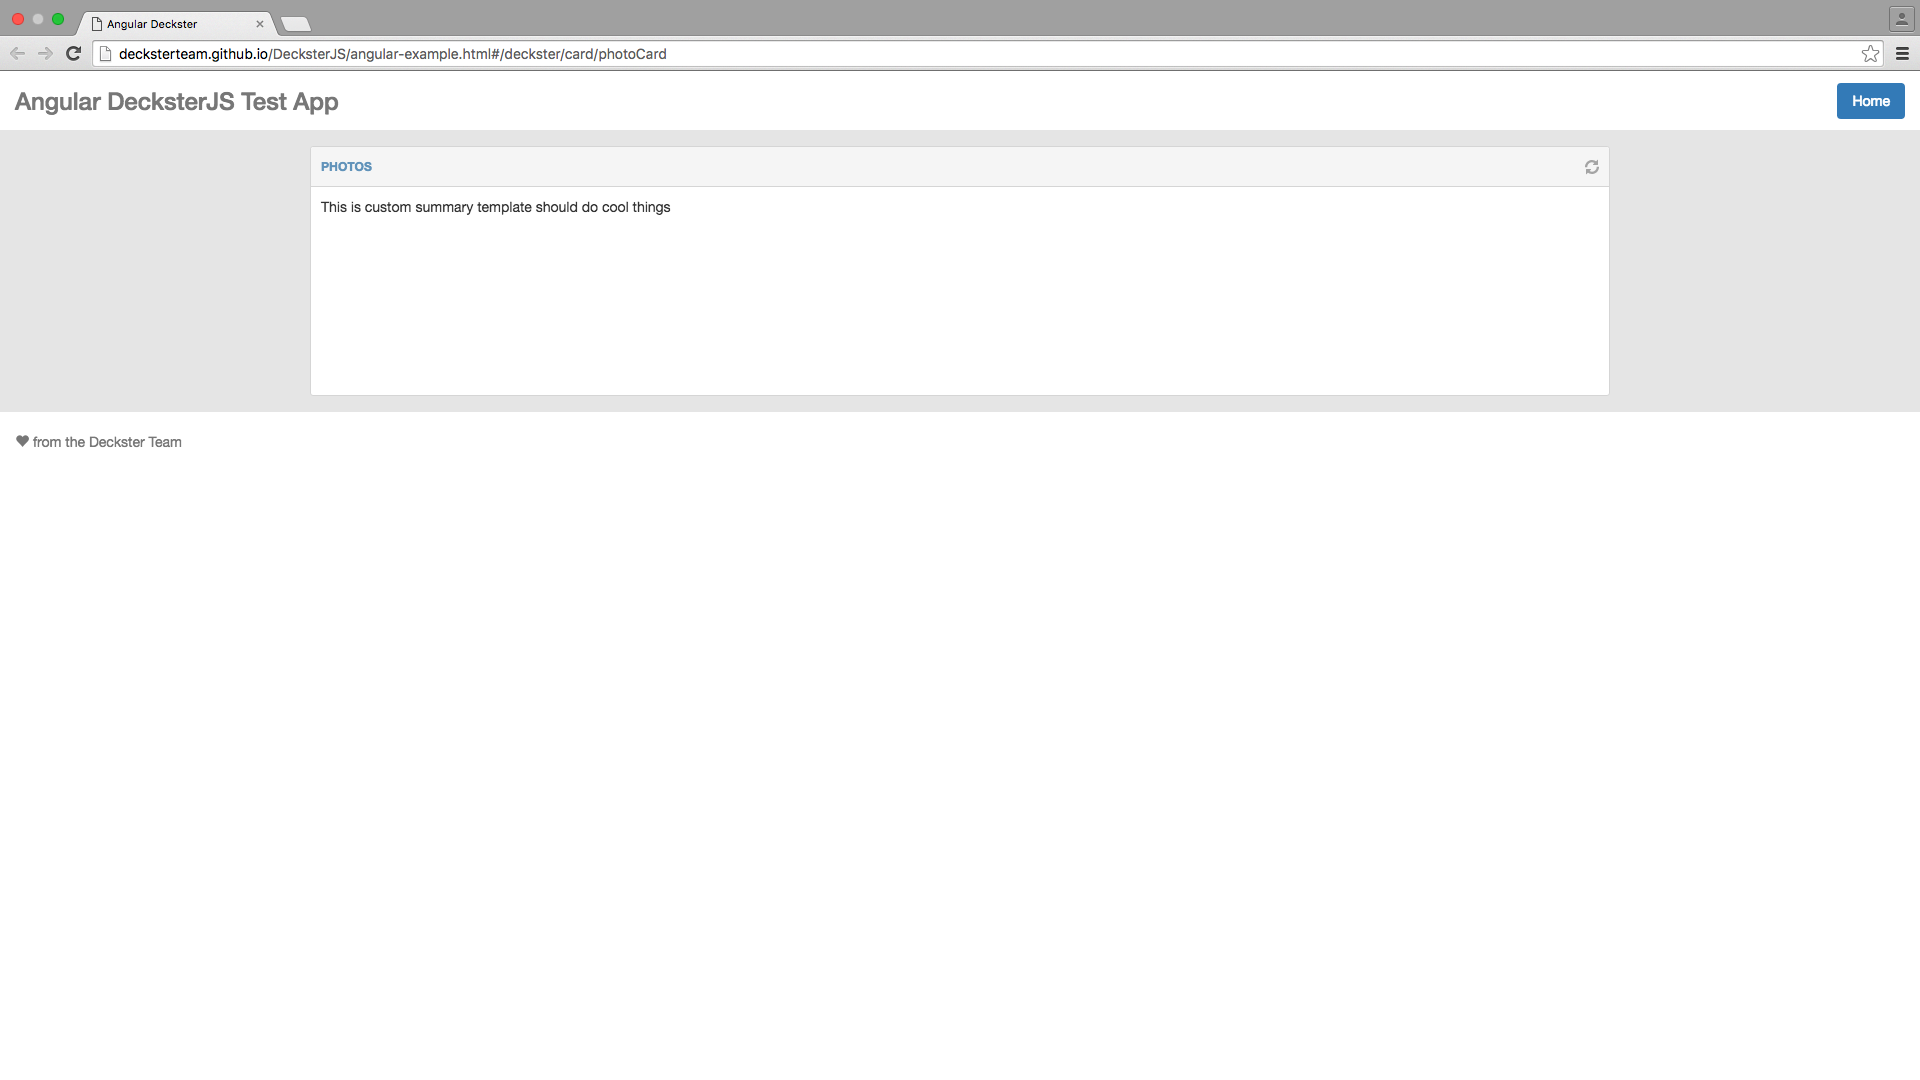 Angular Deckster
decksterteam.github.io/DecksterJS/angular-example.html#/deckster/card/photoCard
Angular DecksterJS Test App
Home
PHOTOS
This is custom summary template should do cool things
from the Deckster Team